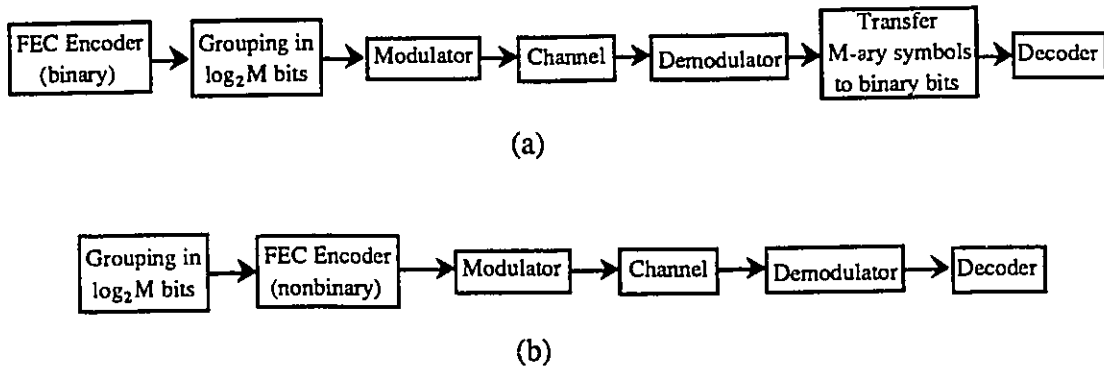 FEC Encoder
(binary)
Grouping in
log₂M bits
Modulator
Channel
Demodulator
Transfer
M-ary symbols
to binary bits
Decoder
(a)
Grouping in
log₂M bits
FEC Encoder
(nonbinary)
Modulator
Channel
Demodulator
Decoder
(b)